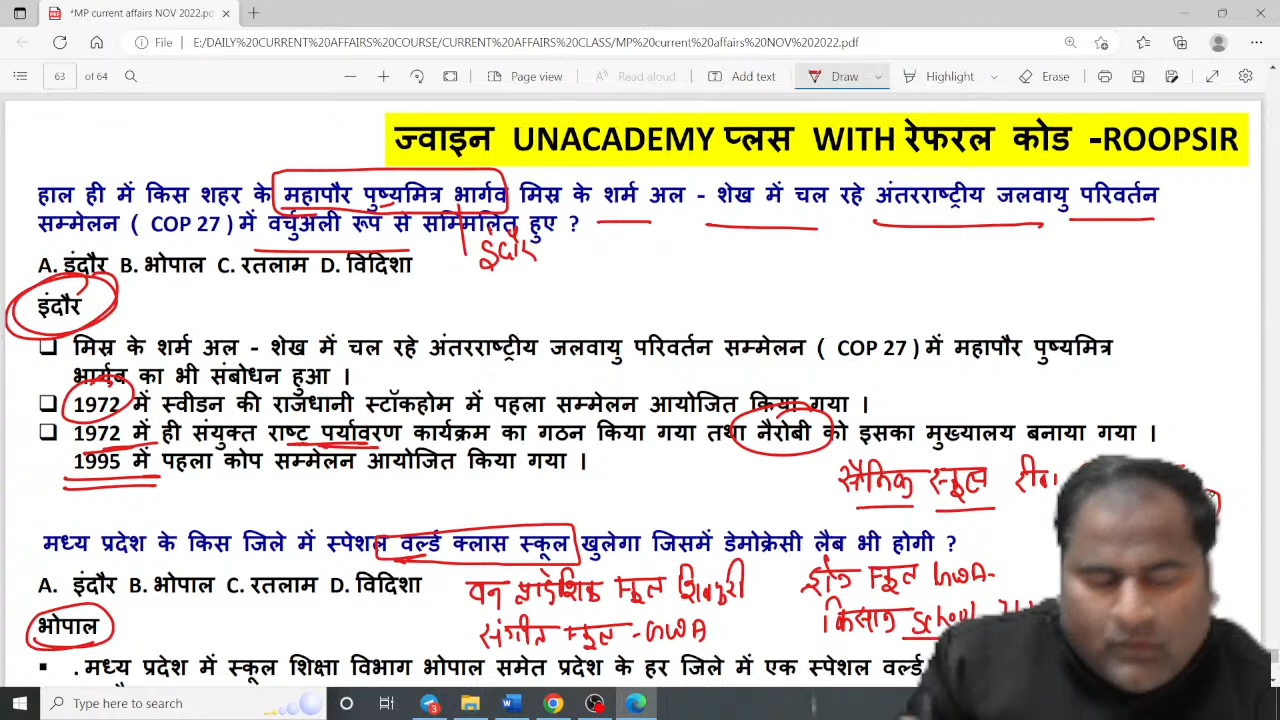 *MP current affairs NOV 2022.pd
File
E:/DAILY%20CURRENT%20AFFAIRS%20COURSE/CURRENT%20AFFAIRS%20CLASS/MP%20current%20affairs%20NOV%202022.pdf
63 of 64
Page view
Read aloud
Add text
Draw
Highlight
Erase
ज्वाइन UNACADEMY प्लस WITH रेफरल कोड -ROOPSIR
हाल ही में किस शहर के महापौर पुष्यमित्र भार्गव मिस्र के शर्म अल - शेख में चल रहे अंतरराष्ट्रीय जलवायु परिवर्तन
सम्मेलन ( COP 27 ) में वर्चुअली रूप से सम्मिलित हुए ?
इंदौर
A. इंदौर B. भोपाल C. रतलाम D. विदिशा
इंदौर
मिस्र के शर्म अल - शेख में चल रहे अंतरराष्ट्रीय जलवायु परिवर्तन सम्मेलन ( COP 27 ) में महापौर पुष्यमित्र
भार्गव का भी संबोधन हुआ ।
1972 में स्वीडन की राजधानी स्टॉकहोम में पहला सम्मेलन आयोजित किया गया ।
1972 में ही संयुक्त राष्ट पर्यावरण कार्यक्रम का गठन किया गया तथा नैरोबी को इसका मुख्यालय बनाया गया ।
1995 में पहला कोप सम्मेलन आयोजित किया गया ।
सैनिक स्कूल रीवा
मध्य प्रदेश के किस जिले में स्पेशल वर्ल्ड क्लास स्कूल खुलेगा जिसमें डेमोक्रेसी लैब भी होगी ?
A. इंदौर B. भोपाल C. रतलाम D. विदिशा
वन प्रादेशिक स्कूल शिवपुरी
स्कूल GWA-
भोपाल
संगीत स्कूल -GWA
किसान School
. मध्य प्रदेश में स्कूल शिक्षा विभाग भोपाल समेत प्रदेश के हर जिले में एक स्पेशल वर्ल्ड
Type here to search